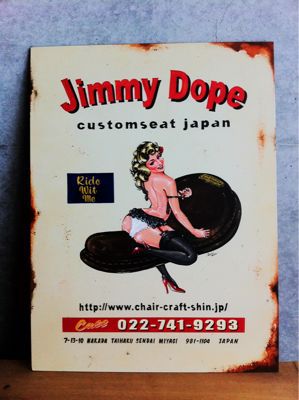 Jimmy Dope
customseat japan
Ride
Wit
Me
http://www.chair-craft-shin.jp/
Call 022-741-9293
7-13-10 NAKADA TAIHAKU SENDAI MIYAGI 981-1104 JAPAN